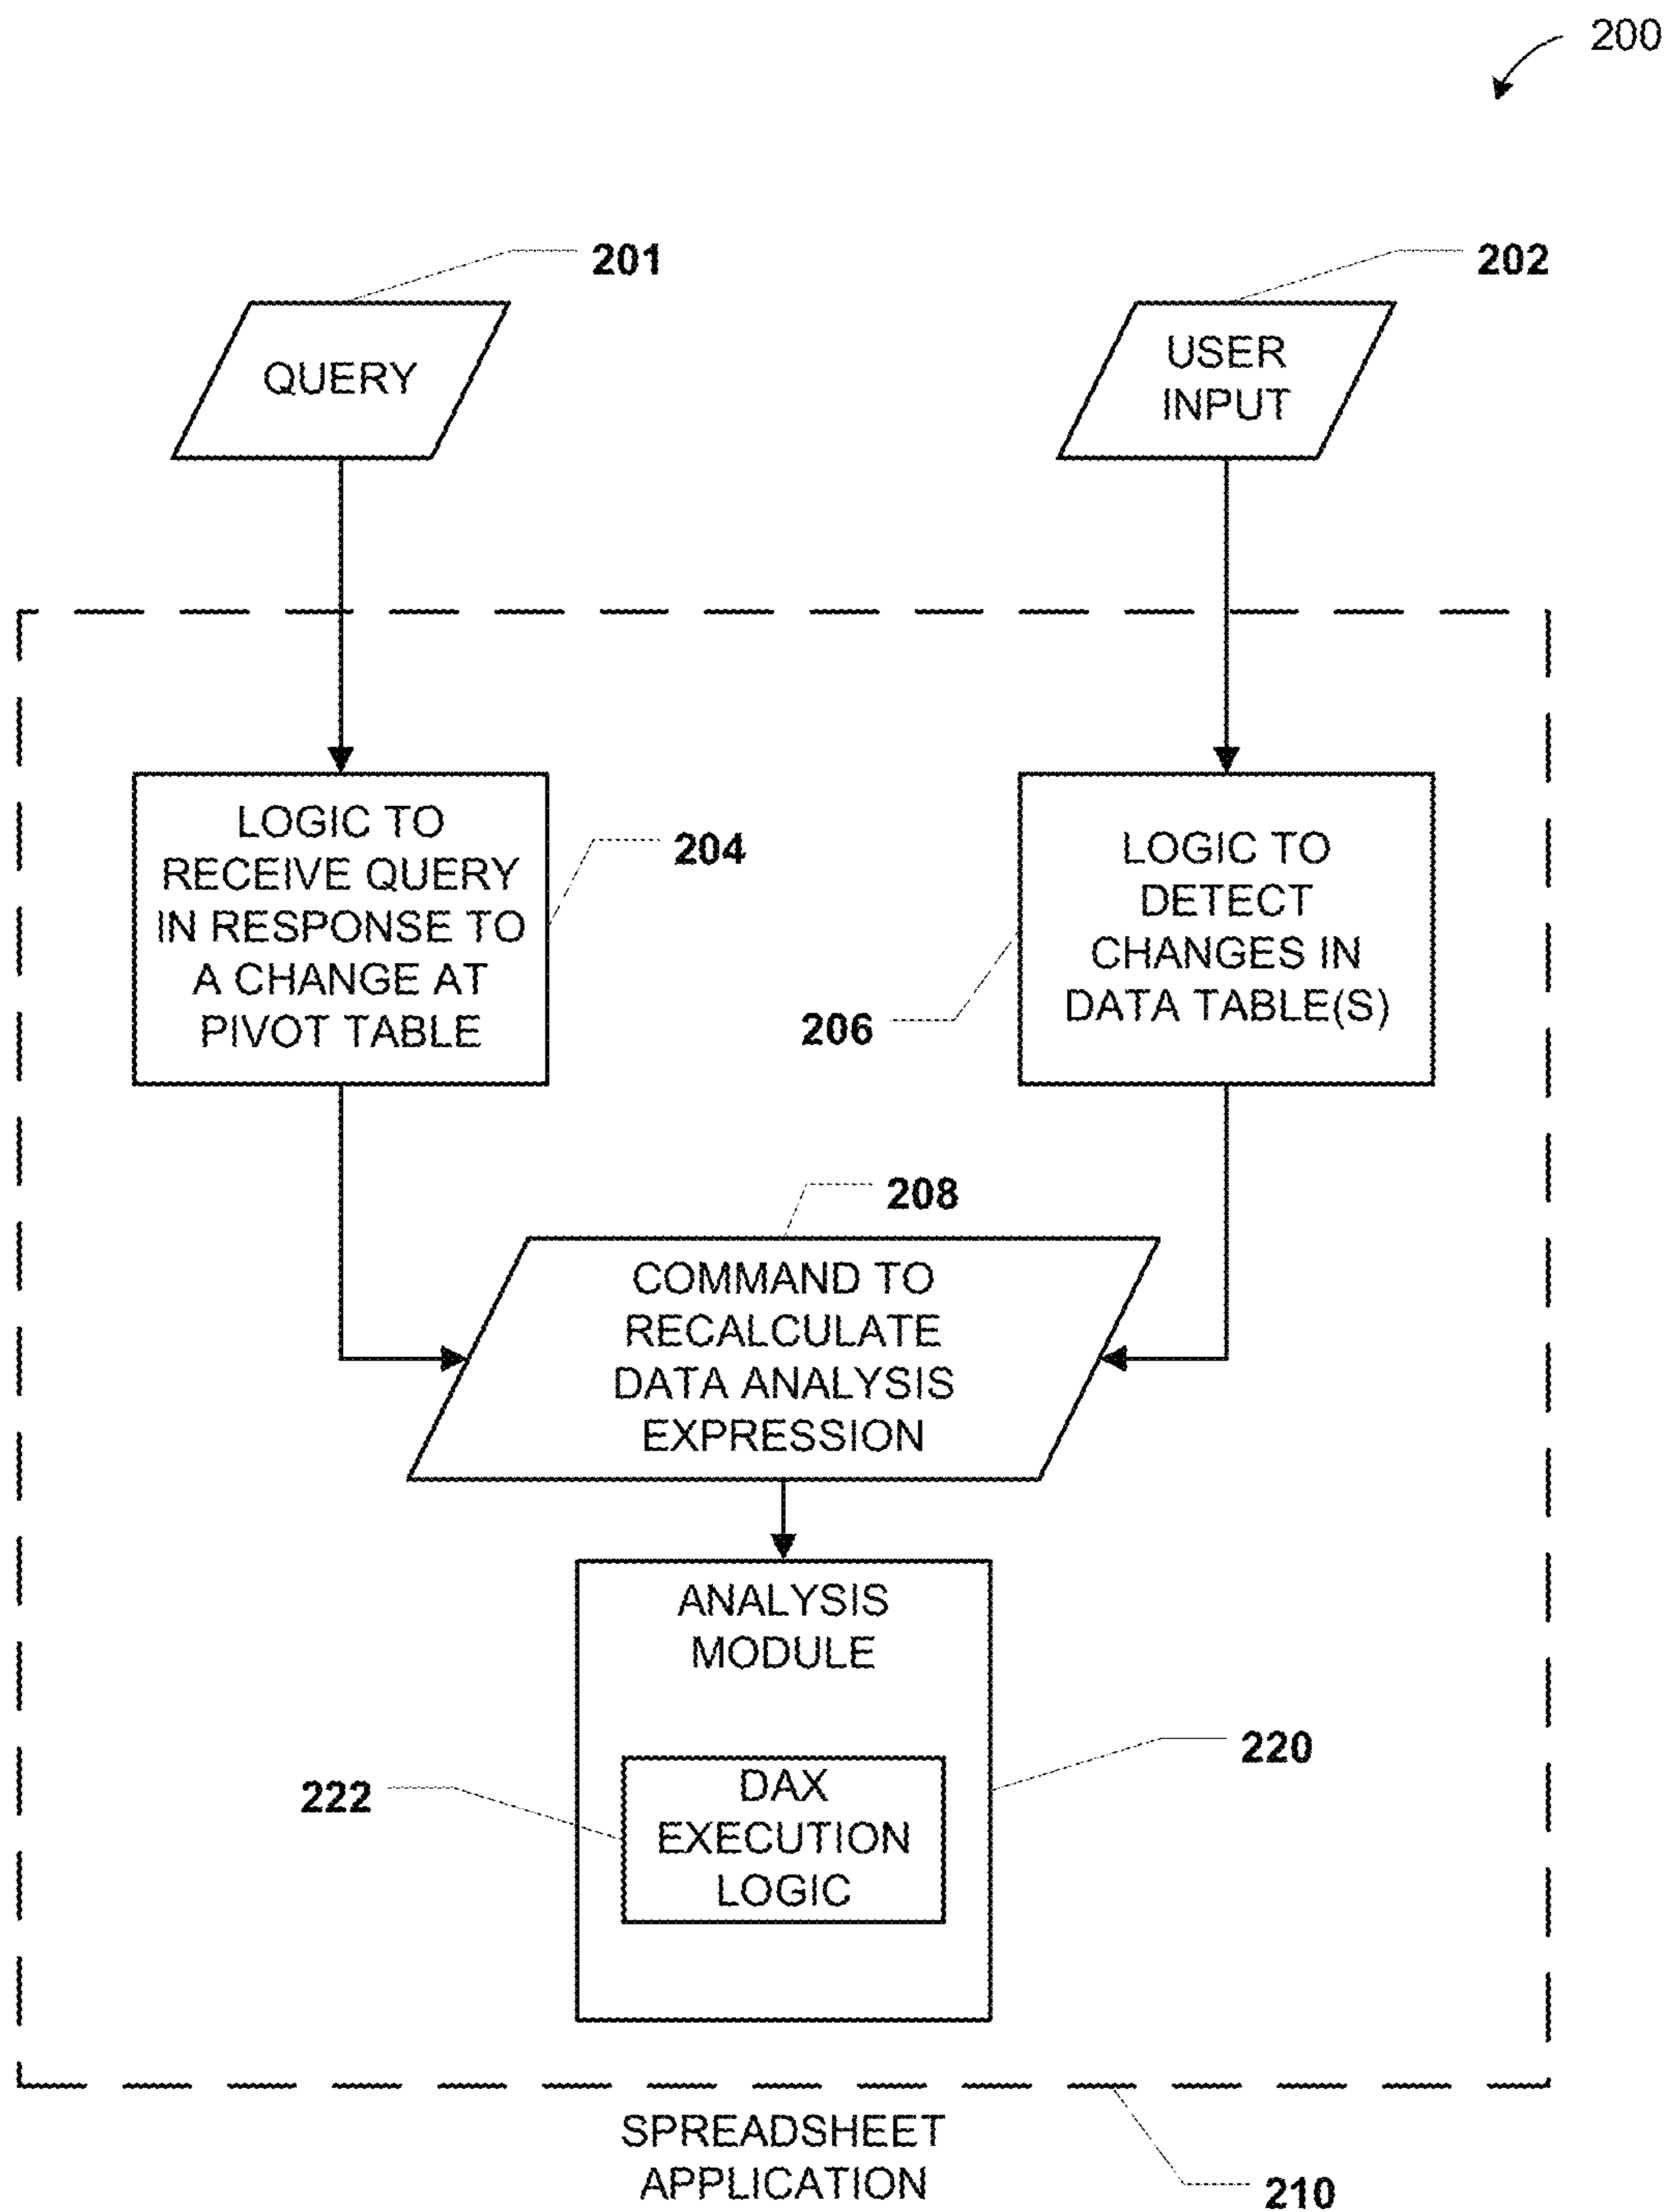 200
201
202
QUERY
USER
INPUT
LOGIC TO
RECEIVE QUERY
IN RESPONSE TO
A CHANGE AT
PIVOT TABLE
204
LOGIC TO
DETECT
CHANGES IN
DATA TABLE(S)
206
208
COMMAND TO
RECALCULATE
DATA ANALYSIS
EXPRESSION
ANALYSIS
MODULE
220
222
DAX
EXECUTION
LOGIC
SPREADSHEET
APPLICATION
210